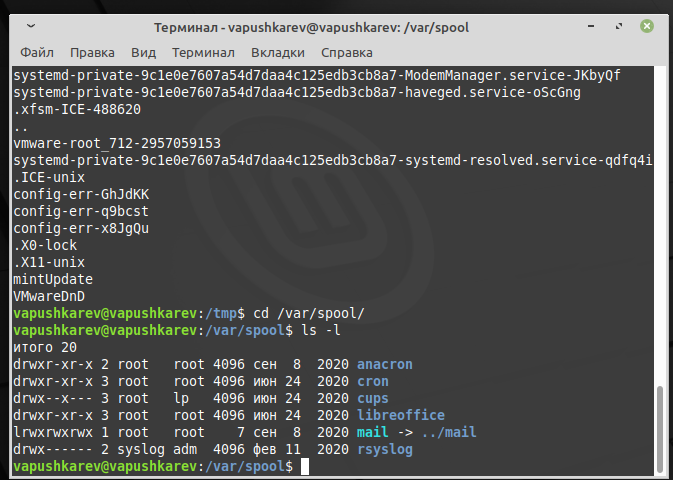 Терминал - vapushkarev@vapushkarev: /var/spool
Файл Правка Вид Терминал Вкладки Справка
systemd-private-9c1e0e7607a54d7daa4c125edb3cb8a7-ModemManager.service-JKbyQf
systemd-private-9c1e0e7607a54d7daa4c125edb3cb8a7-haveged.service-oScGng
.xfsm-ICE-488620
..
vmware-root_712-2957059153
systemd-private-9c1e0e7607a54d7daa4c125edb3cb8a7-systemd-resolved.service-qdfq4i
.ICE-unix
config-err-GhJdKK
config-err-q9bcst
config-err-x8JgQu
.X0-lock
.X11-unix
mintUpdate
VMwareDnD
vapushkarev@vapushkarev:/tmp$ cd /var/spool/
vapushkarev@vapushkarev:/var/spool$ ls -l
итого 20
drwxr-xr-x 2 root   root 4096 сен  8  2020 anacron
drwxr-xr-x 3 root   root 4096 июн 24  2020 cron
drwx--x--- 3 root   lp   4096 июн 24  2020 cups
drwxr-xr-x 3 root   root 4096 июн 24  2020 libreoffice
lrwxrwxrwx 1 root   root    7 сен  8  2020 mail -> ../mail
drwx------ 2 syslog adm  4096 фев 11  2020 rsyslog
vapushkarev@vapushkarev:/var/spool$